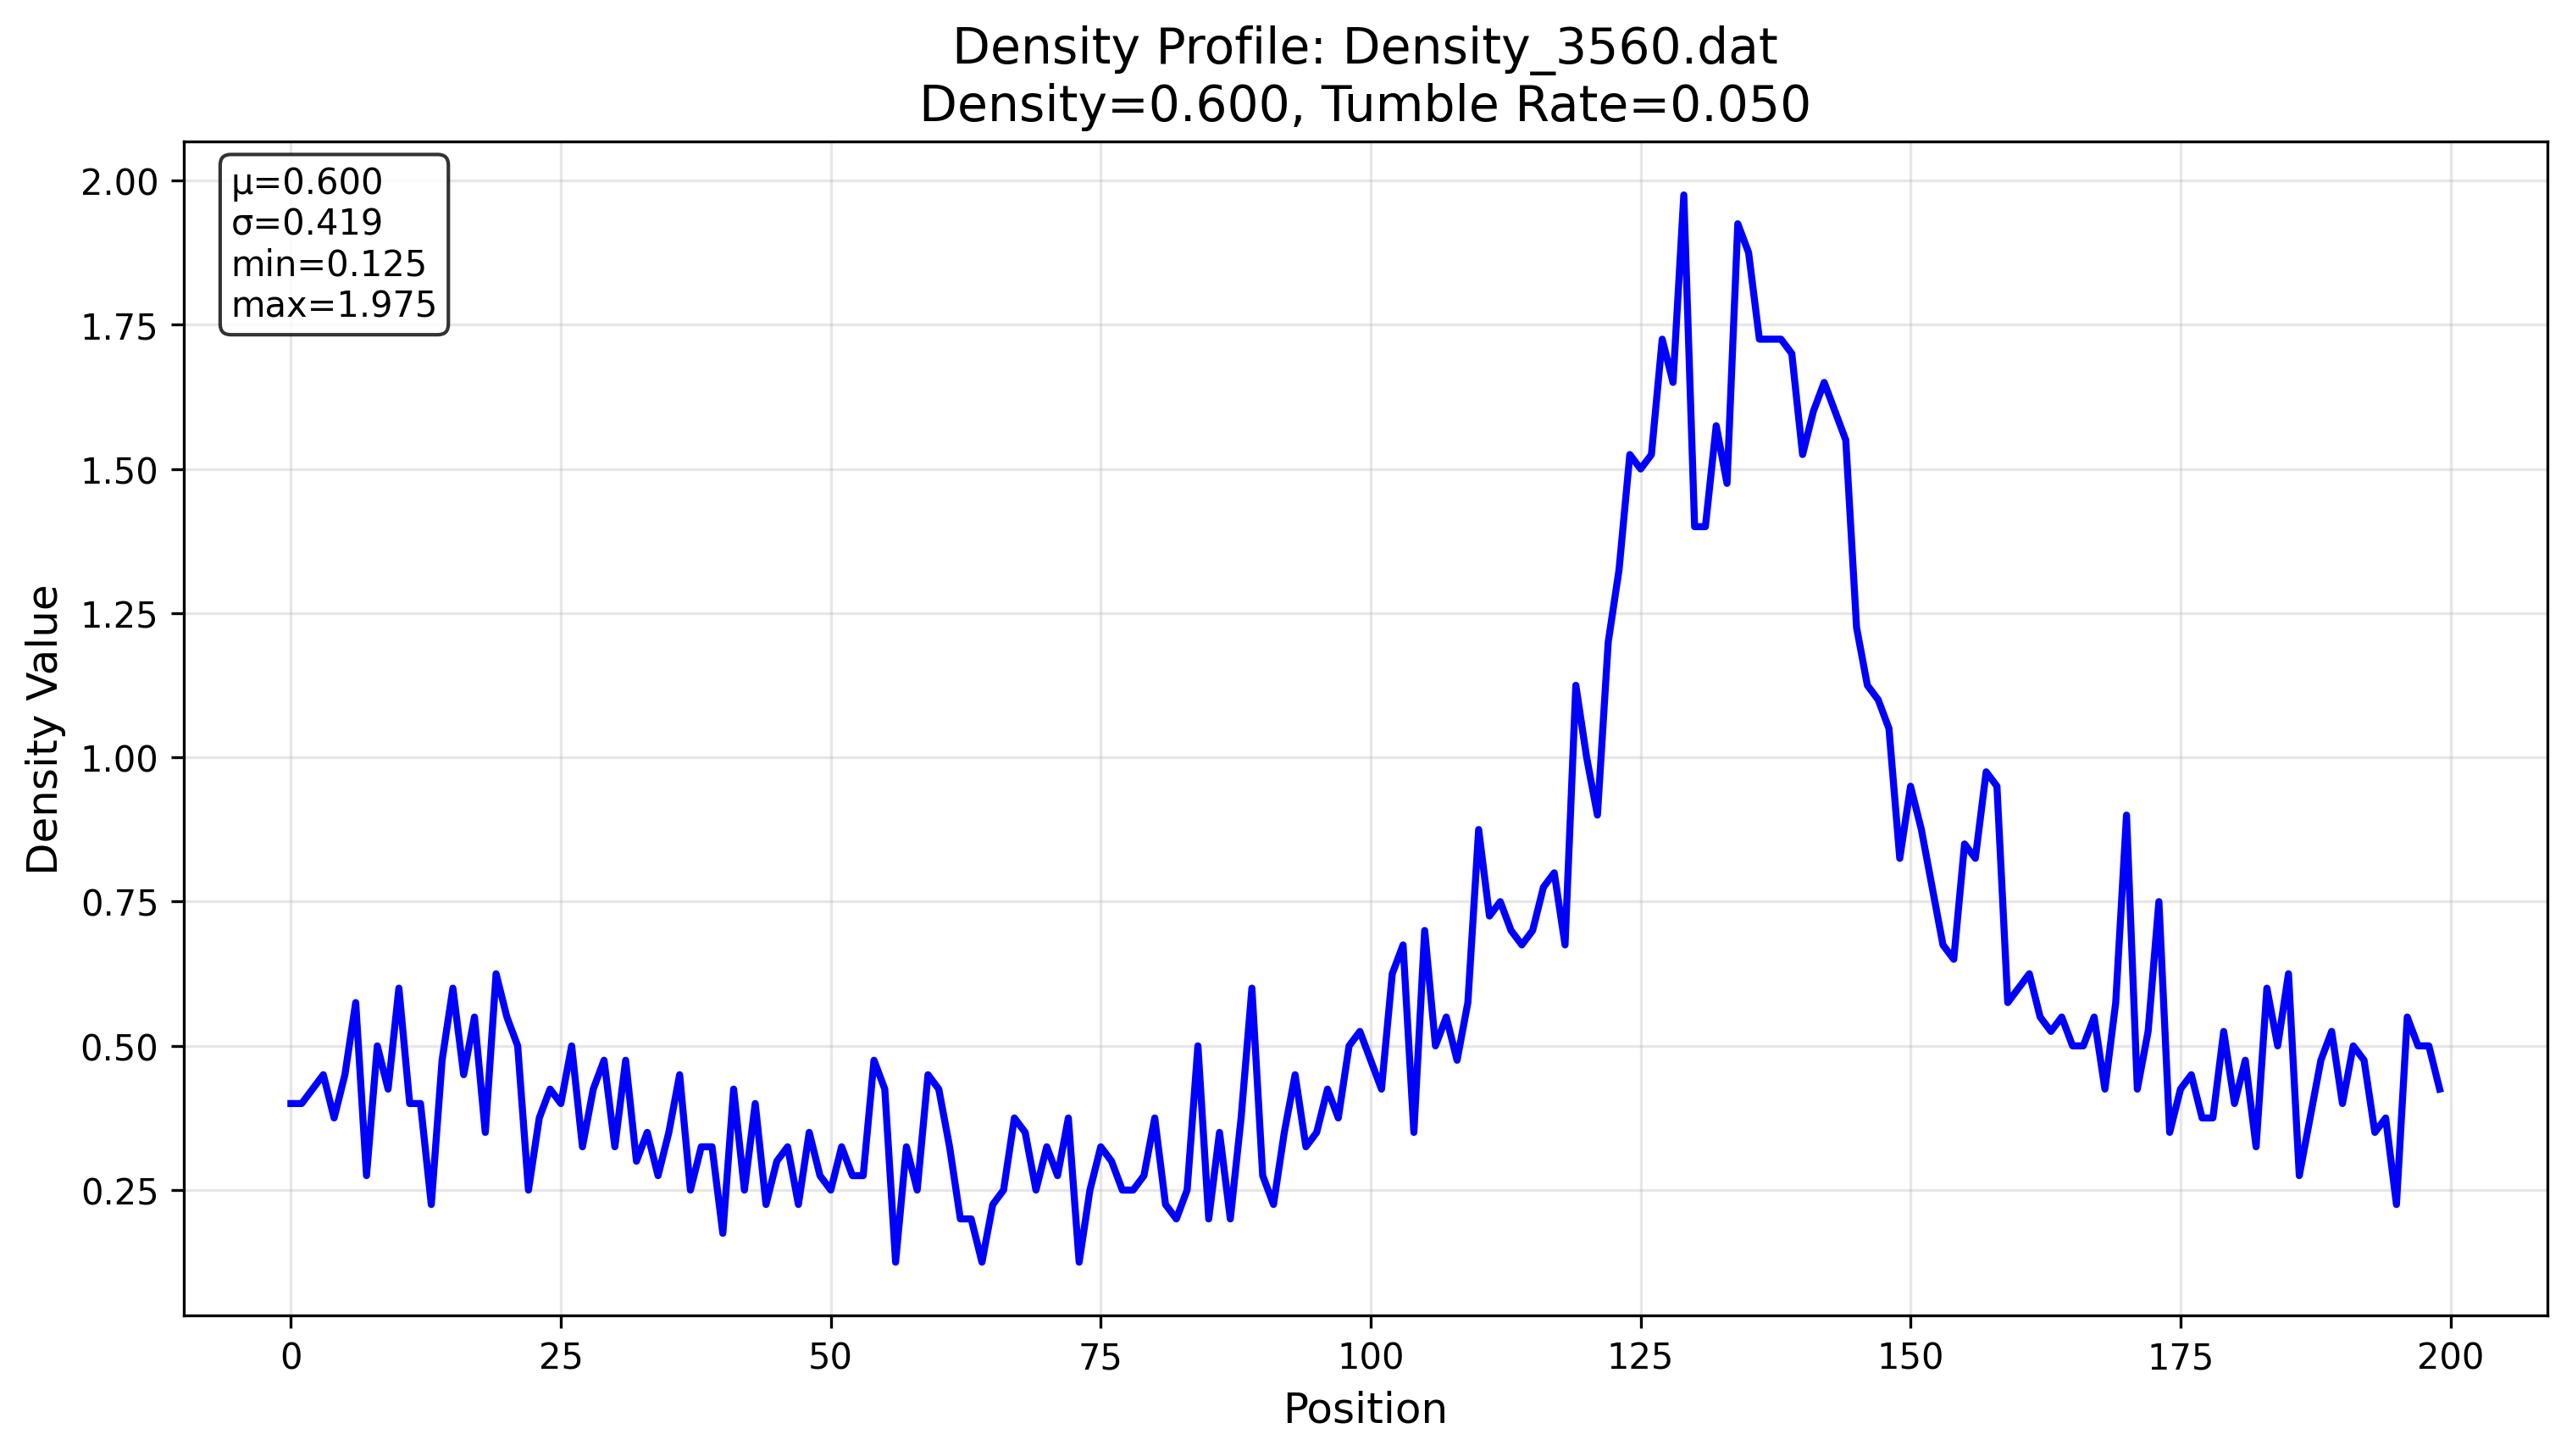 Density Profile: Density_3560.dat
Density=0.600, Tumble Rate=0.050
μ=0.600
σ=0.419
min=0.125
max=1.975
2.00
1.75
1.50
1.25
1.00
0.75
0.50
0.25
Density Value
0 25 50 75 100 125 150 175 200
Position